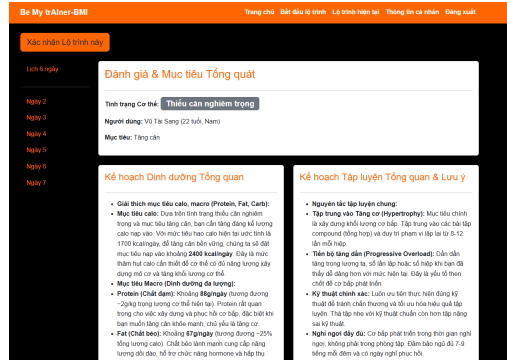 Be My trAIner-BMI
Trang chủ Bắt đầu lộ trình Lộ trình hiện tại Thông tin cá nhân Đăng xuất
Xác nhận Lộ trình này
Lịch 6 ngày
Ngày 2
Ngày 3
Ngày 4
Ngày 5
Ngày 6
Ngày 7
Đánh giá & Mục tiêu Tổng quát
Tình trạng Cơ thể: Thiếu cân nghiêm trọng
Người dùng: Vũ Tài Sang (22 tuổi, Nam)
Mục tiêu: Tăng cân
Kế hoạch Dinh dưỡng Tổng quan
Giải thích mục tiêu calo, macro (Protein, Fat, Carb):
Mục tiêu calo: Dựa trên tình trạng thiếu cân nghiêm
trọng và mục tiêu tăng cân, bạn cần tăng đáng kể lượng
calo nạp vào. Với mức tiêu hao calo hiện tại ước tính là
1700 kcal/ngày, để tăng cân bền vững, chúng ta sẽ đặt
mục tiêu nạp vào khoảng 2400 kcal/ngày. Đây là mức
thặng dư calo cần thiết để cơ thể có đủ năng lượng xây
dựng mô cơ và tăng khối lượng cơ thể.
Mục tiêu Macro (Dinh dưỡng đa lượng):
Protein (Chất đạm): Khoảng 88g/ngày (tương đương
~2g/kg trọng lượng cơ thể hiện tại). Protein rất quan
trọng cho việc xây dựng và phục hồi cơ bắp, đặc biệt khi
bạn muốn tăng cân khỏe mạnh, chủ yếu là tăng cơ.
Fat (Chất béo): Khoảng 67g/ngày (tương đương ~25%
tổng lượng calo). Chất béo lành mạnh cung cấp năng
lượng dồi dào, hỗ trợ chức năng hormone và hấp thụ
Kế hoạch Tập luyện Tổng quan & Lưu ý
Nguyên tắc tập luyện chung:
Tập trung vào Tăng cơ (Hypertrophy): Mục tiêu chính
là xây dựng khối lượng cơ bắp. Tập trung vào các bài tập
compound (tổng hợp) và duy trì phạm vi lặp lại từ 8-12
lần mỗi hiệp.
Tiến bộ tăng dần (Progressive Overload): Dần dần
tăng trọng lượng tạ, số lần lặp hoặc số hiệp khi bạn đã
thấy dễ dàng hơn với mức hiện tại. Đây là yếu tố then
chốt để cơ bắp phát triển.
Kỹ thuật chính xác: Luôn ưu tiên thực hiện đúng kỹ
thuật để tránh chấn thương và tối ưu hóa hiệu quả tập
luyện. Thà tập nhẹ với kỹ thuật chuẩn còn hơn tập nặng
sai kỹ thuật.
Nghỉ ngơi đầy đủ: Cơ bắp phát triển trong thời gian nghỉ
ngơi, không phải trong phòng tập. Đảm bảo ngủ đủ 7-9
tiếng mỗi đêm và có ngày nghỉ phục hồi.